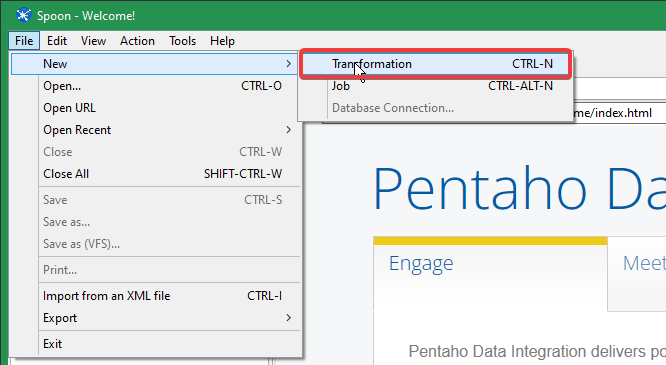 Spoon - Welcome!
File Edit View Action Tools Help
New
Transformation CTRL-N
Open... CTRL-O
Job CTRL-ALT-N
Open URL
Database Connection... me/index.html
Open Recent
Close CTRL-W
Close All SHIFT-CTRL-W
Save CTRL-S
Save as...
Save as (VFS)...
Print...
Import from an XML file CTRL-I
Export
Exit
Pentaho Da
Engage Meet
Pentaho Data Integration delivers po